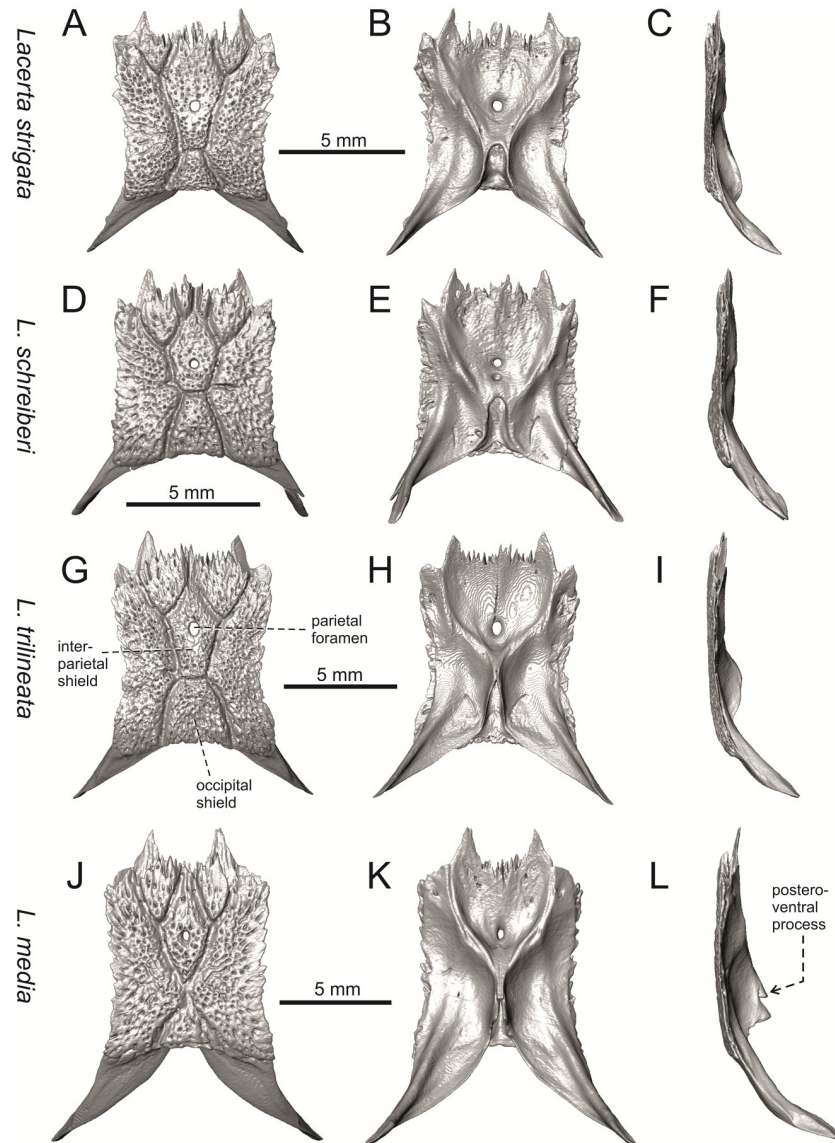 Lacerta strigata
A
B
C
5 mm
L. schreiberi
D
E
F
5 mm
L. trilineata
G
H
I
parietal
foramen
inter-
parietal
shield
5 mm
occipital
shield
L. media
J
K
L
postero-
ventral
process
5 mm